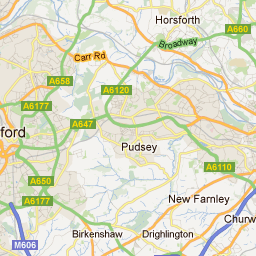 Horsforth
A660
Broadway
Carr Rd
A658
A6120
A6177
ford
A647
Pudsey
A6110
A650
A6177
New Farnley
Churw
M606
Birkenshaw
Drighlington